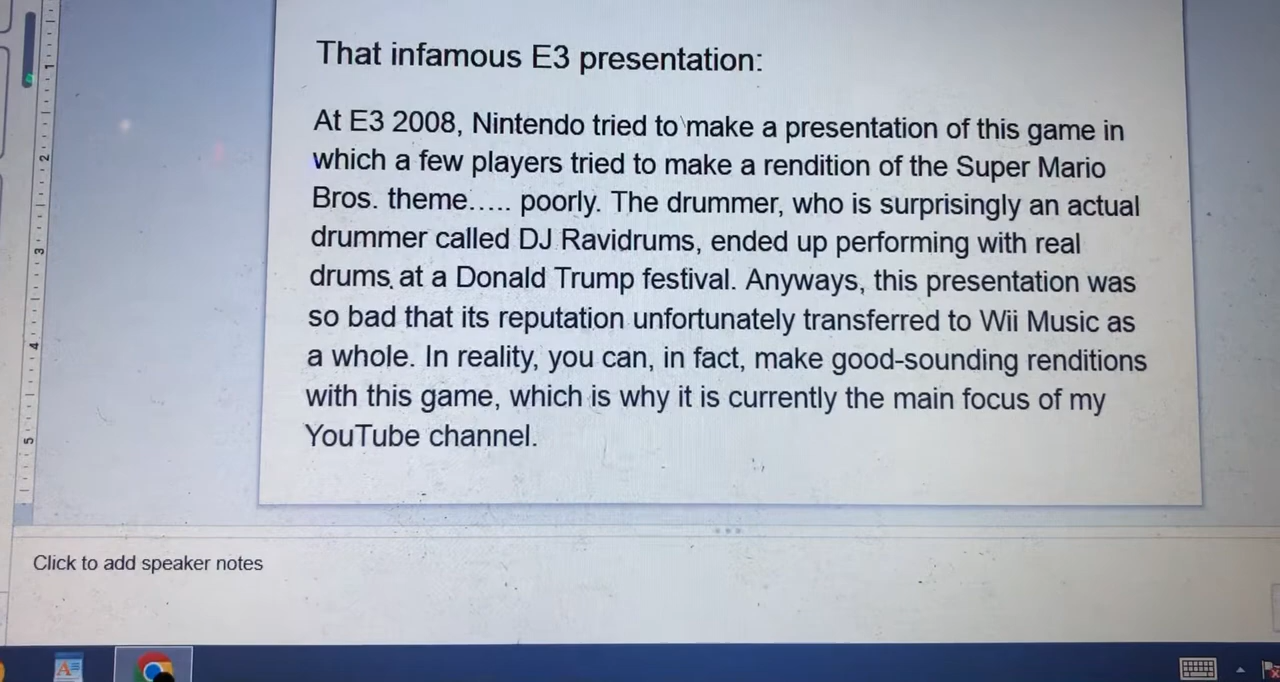 That infamous E3 presentation:
At E3 2008, Nintendo tried to make a presentation of this game in
which a few players tried to make a rendition of the Super Mario
Bros. theme….. poorly. The drummer, who is surprisingly an actual
drummer called DJ Ravidrums, ended up performing with real
drums at a Donald Trump festival. Anyways, this presentation was
so bad that its reputation unfortunately transferred to Wii Music as
a whole. In reality, you can, in fact, make good-sounding renditions
with this game, which is why it is currently the main focus of my
YouTube channel.
Click to add speaker notes
1
2
3
4
5
A